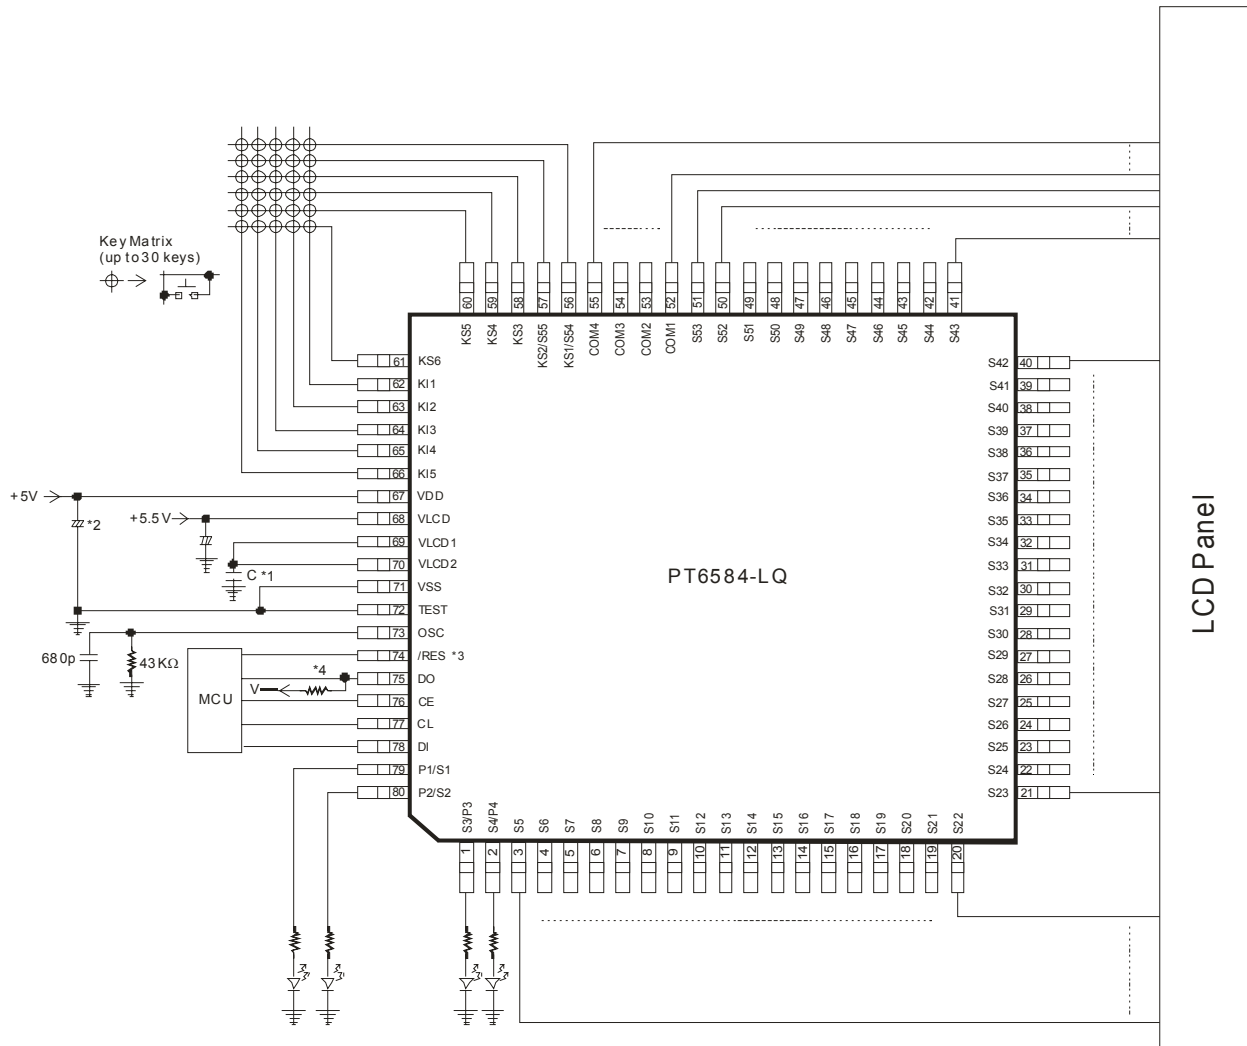 Key Matrix
(up to 30 keys)
60 59 58 57 56 55 54 53 52 51 50 49 48 47 46 45 44 43 42 41
KS5 KS4 KS3 KS2/S55 KS1/S54 COM4 COM3 COM2 COM1 S53 S52 S51 S50 S49 S48 S47 S46 S45 S44 S43
61 KS6
62 KI1
63 KI2
64 KI3
65 KI4
66 KI5
+5V
67 VDD
*2
+5.5V
68 VLCD
69 VLCD1
70 VLCD2
C *1
71 VSS
72 TEST
73 OSC
680p
43KΩ
74 /RES *3
MCU
*4
V
75 DO
76 CE
77 CL
78 DI
79 P1/S1
80 P2/S2
PT6584-LQ
S42 40
S41 39
S40 38
S39 37
S38 36
S37 35
S36 34
S35 33
S34 32
S33 31
S32 30
S31 29
S30 28
S29 27
S28 26
S27 25
S26 24
S25 23
S24 22
S23 21
LCD Panel
S3/P3 S4/P4 S5 S6 S7 S8 S9 S10 S11 S12 S13 S14 S15 S16 S17 S18 S19 S20 S21 S22
1 2 3 4 5 6 7 8 9 10 11 12 13 14 15 16 17 18 19 20